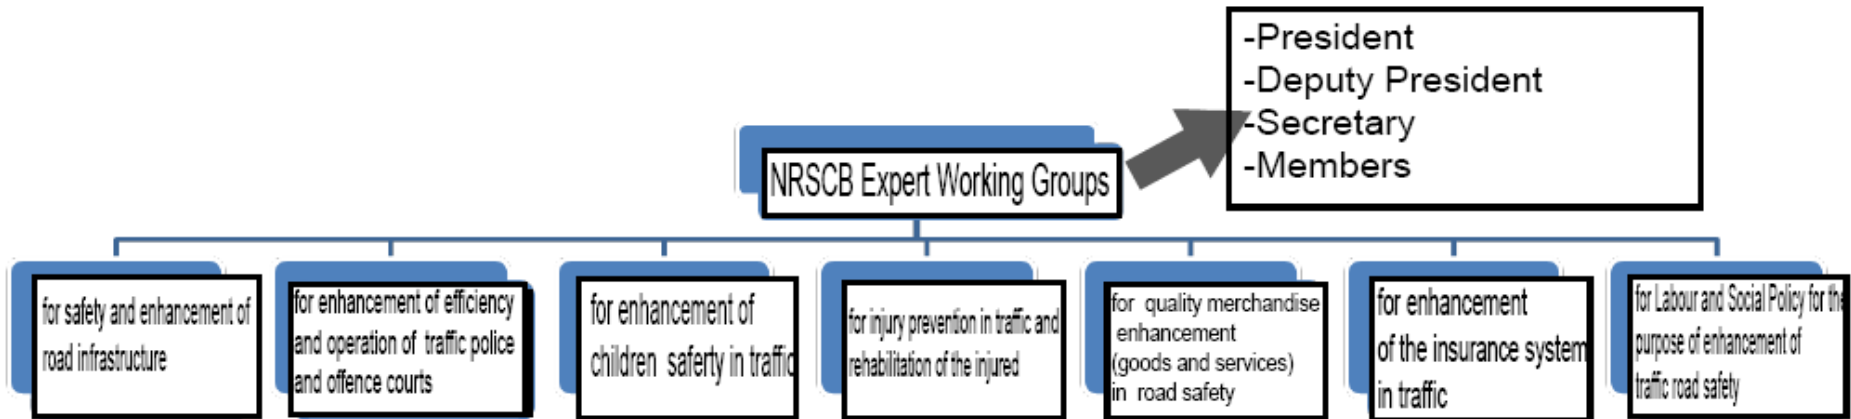 -President
-Deputy President
-Secretary
-Members
NRSCB Expert Working Groups
for safety and enhancement of
road infrastructure
for enhancement of efficiency
and operation of traffic police
and offence courts
for enhancement of
children saferty in traffic
for injury prevention in traffic and
rehabilitation of the injured
for quality merchandise
enhancement
(goods and services)
in road safety
for enhancement
of the insurance system
in traffic
for Labour and Social Policy for the
purpose of enhancement of
traffic road safety